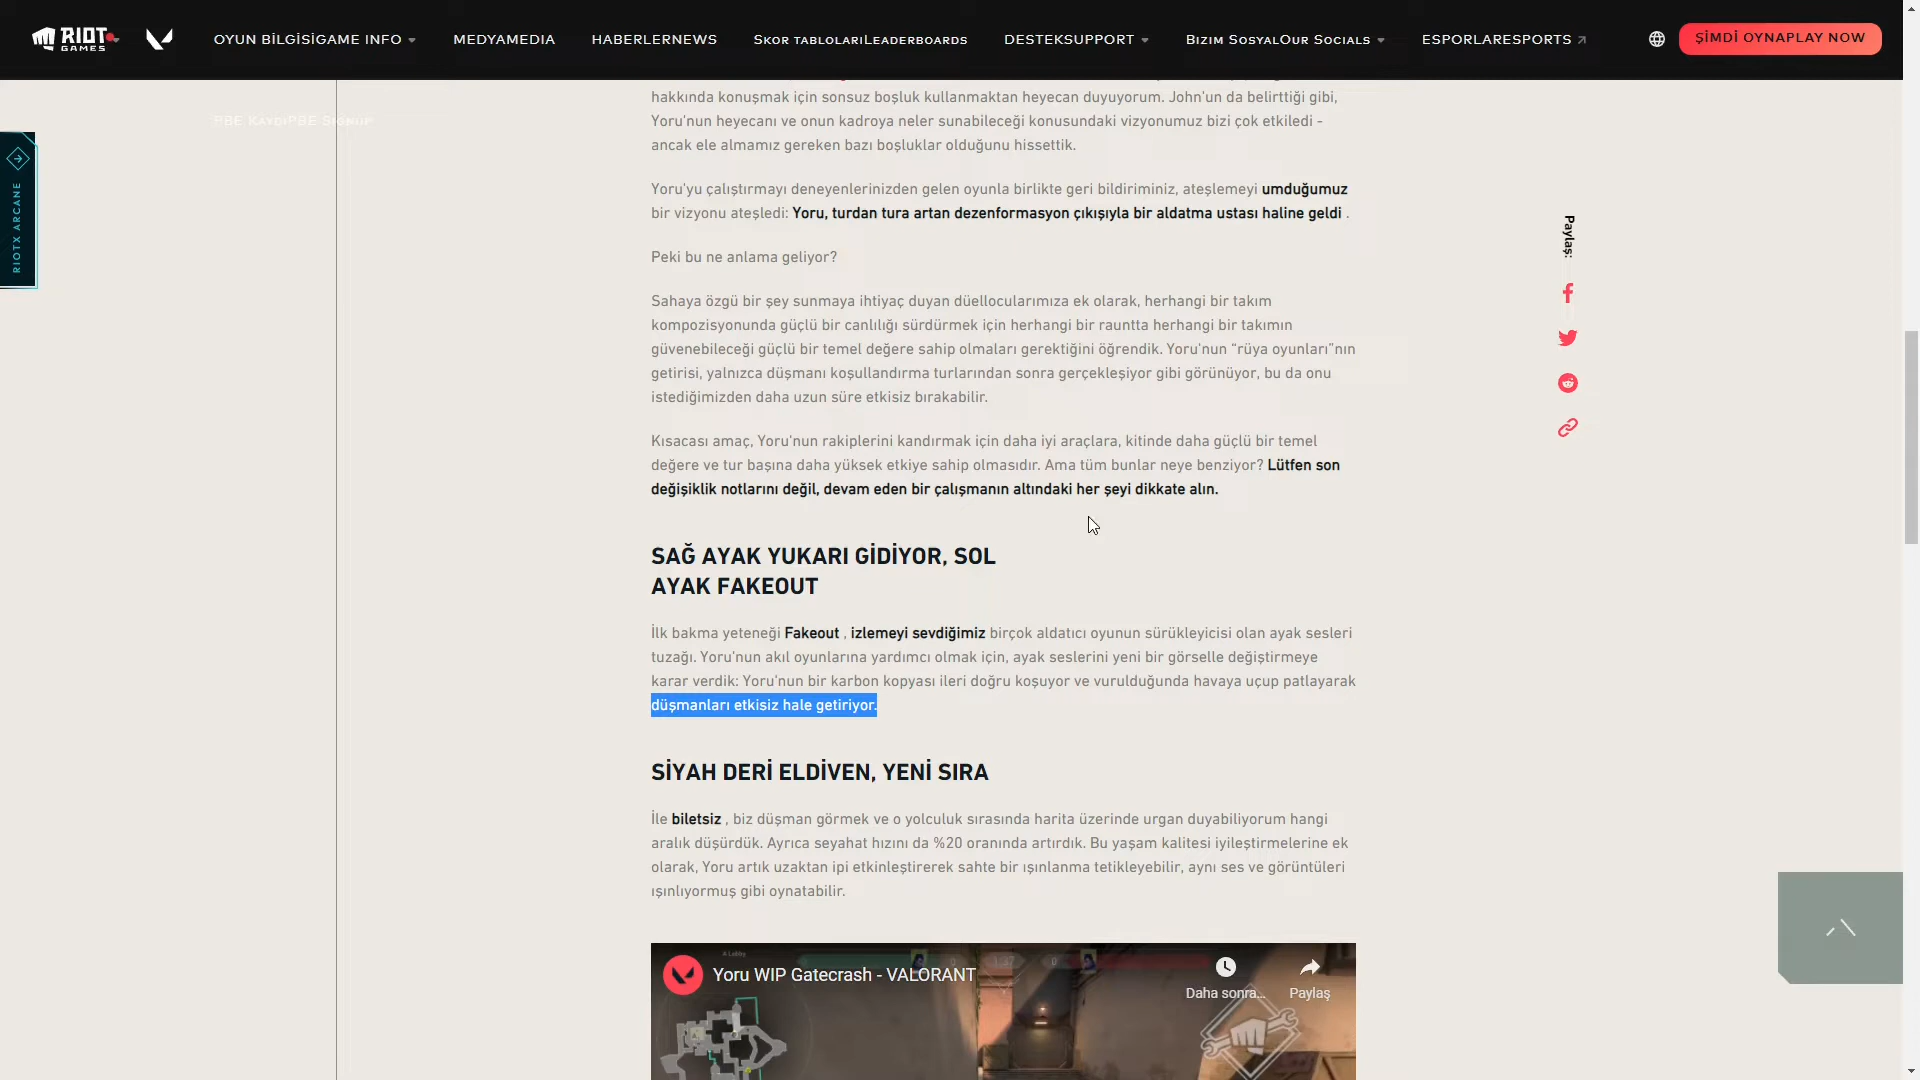 RIOT GAMES
OYUN BİLGİSİGAME INFO
MEDYAMEDIA
HABERLERNEWS
Skor tablolarıLeaderboards
DESTEKSUPPORT
Bizim SosyalOur Socials
ESPORLARESPORTS
ŞİMDİ OYNAPLAY NOW
PBE KaydıPBE Signup
RIOTX ARCANE
hakkında konuşmak için sonsuz boşluk kullanmaktan heyecan duyuyorum. John'un da belirttiği gibi,
Yoru'nun heyecanı ve onun kadroya neler sunabileceği konusundaki vizyonumuz bizi çok etkiledi -
ancak ele almamız gereken bazı boşluklar olduğunu hissettik.
Yoru'yu çalıştırmayı deneyenlerinizden gelen oyunla birlikte geri bildiriminiz, ateşlemeyi umduğumuz
bir vizyonu ateşledi: Yoru, turdan tura artan dezenformasyon çıkışıyla bir aldatma ustası haline geldi .
Peki bu ne anlama geliyor?
Sahaya özgü bir şey sunmaya ihtiyaç duyan düellocularımıza ek olarak, herhangi bir takım
kompozisyonunda güçlü bir canlılığı sürdürmek için herhangi bir rauntta herhangi bir takımın
güvenebileceği güçlü bir temel değere sahip olmaları gerektiğini öğrendik. Yoru'nun “rüya oyunları”nın
getirisi, yalnızca düşmanı koşullandırma turlarından sonra gerçekleşiyor gibi görünüyor, bu da onu
istediğimizden daha uzun süre etkisiz bırakabilir.
Kısacası amaç, Yoru'nun rakiplerini kandırmak için daha iyi araçlara, kitinde daha güçlü bir temel
değere ve tur başına daha yüksek etkiye sahip olmasıdır. Ama tüm bunlar neye benziyor? Lütfen son
değişiklik notlarını değil, devam eden bir çalışmanın altındaki her şeyi dikkate alın.
SAĞ AYAK YUKARI GİDİYOR, SOL
AYAK FAKEOUT
İlk bakma yeteneği Fakeout , izlemeyi sevdiğimiz birçok aldatıcı oyunun sürükleyicisi olan ayak sesleri
tuzağı. Yoru'nun akıl oyunlarına yardımcı olmak için, ayak seslerini yeni bir görselle değiştirmeye
karar verdik: Yoru'nun bir karbon kopyası ileri doğru koşuyor ve vurulduğunda havaya uçup patlayarak
düşmanları etkisiz hale getiriyor.
SİYAH DERİ ELDİVEN, YENİ SIRA
İle biletsiz , biz düşman görmek ve o yolculuk sırasında harita üzerinde urgan duyabiliyorum hangi
aralık düşürdük. Ayrıca seyahat hızını da %20 oranında artırdık. Bu yaşam kalitesi iyileştirmelerine ek
olarak, Yoru artık uzaktan ipi etkinleştirerek sahte bir ışınlanma tetikleyebilir, aynı ses ve görüntüleri
ışınlıyormuş gibi oynatabilir.
Paylaş:
Yoru WIP Gatecrash - VALORANT
Daha sonra...
Paylaş
A Lobby
1:37